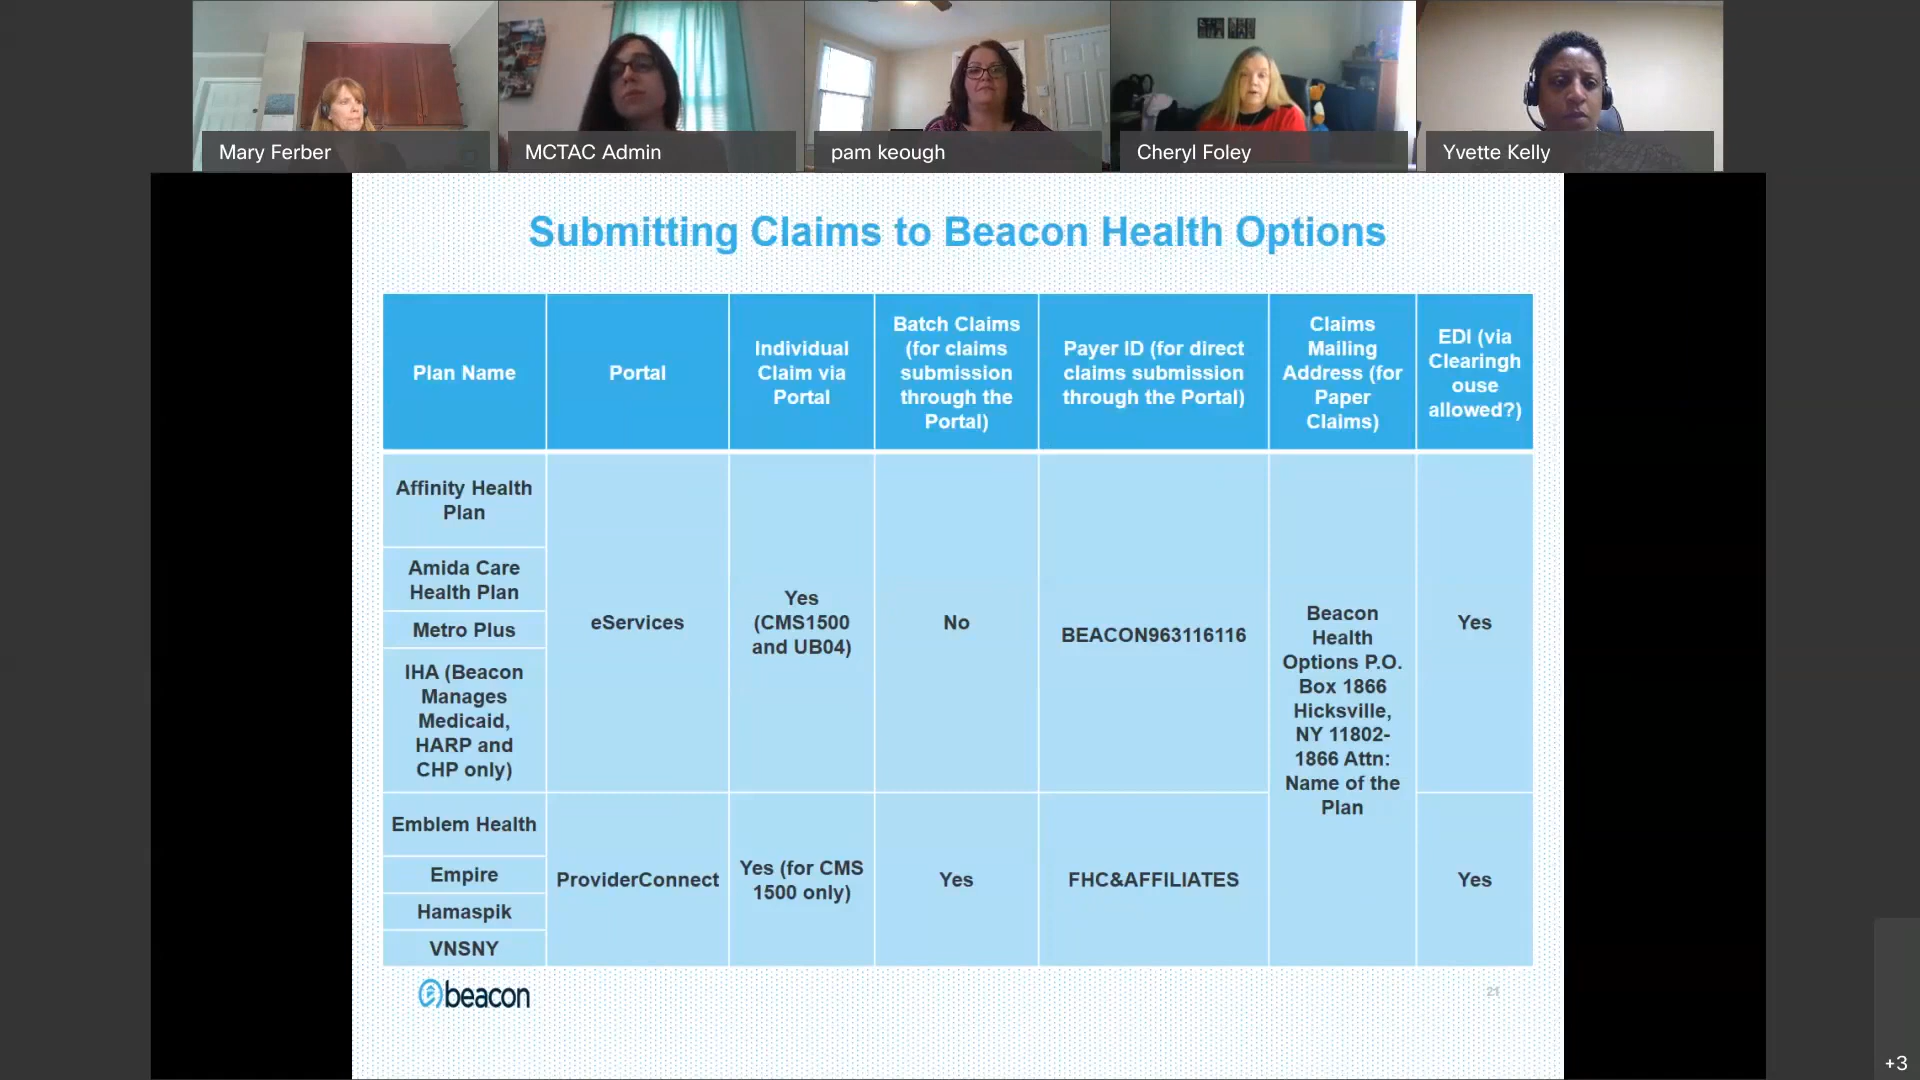 Mary Ferber
MCTAC Admin
pam keough
Cheryl Foley
Yvette Kelly
Submitting Claims to Beacon Health Options
Plan Name
Portal
Individual
Claim via
Portal
Batch Claims
(for claims
submission
through the
Portal)
Payer ID (for direct
claims submission
through the Portal)
Claims
Mailing
Address (for
Paper
Claims)
EDI (via
Clearingh
ouse
allowed?)
Affinity Health
Plan
Amida Care
Health Plan
Metro Plus
IHA (Beacon
Manages
Medicaid,
HARP and
CHP only)
eServices
Yes
(CMS1500
and UB04)
No
BEACON963116116
Beacon
Health
Options P.O.
Box 1866
Hicksville,
NY 11802-
1866 Attn:
Name of the
Plan
Yes
Emblem Health
Empire
Hamaspik
VNSNY
ProviderConnect
Yes (for CMS
1500 only)
Yes
FHC&AFFILIATES
Yes
beacon
21
+3